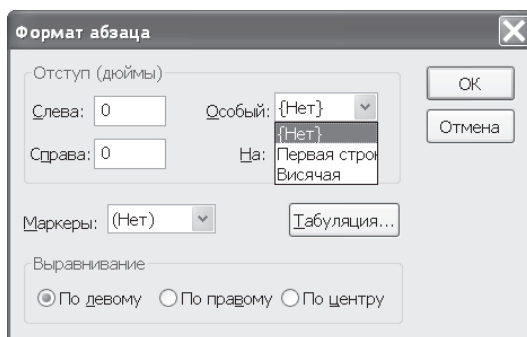 Формат абзаца
Отступ (дюймы)
Слева: 0 Особый: {Нет}
{Нет}
Справа: 0 На: Первая строк
Висячая
Маркеры: (Нет) Табуляция...
Выравнивание
По левому По правому По центру
ОК
Отмена